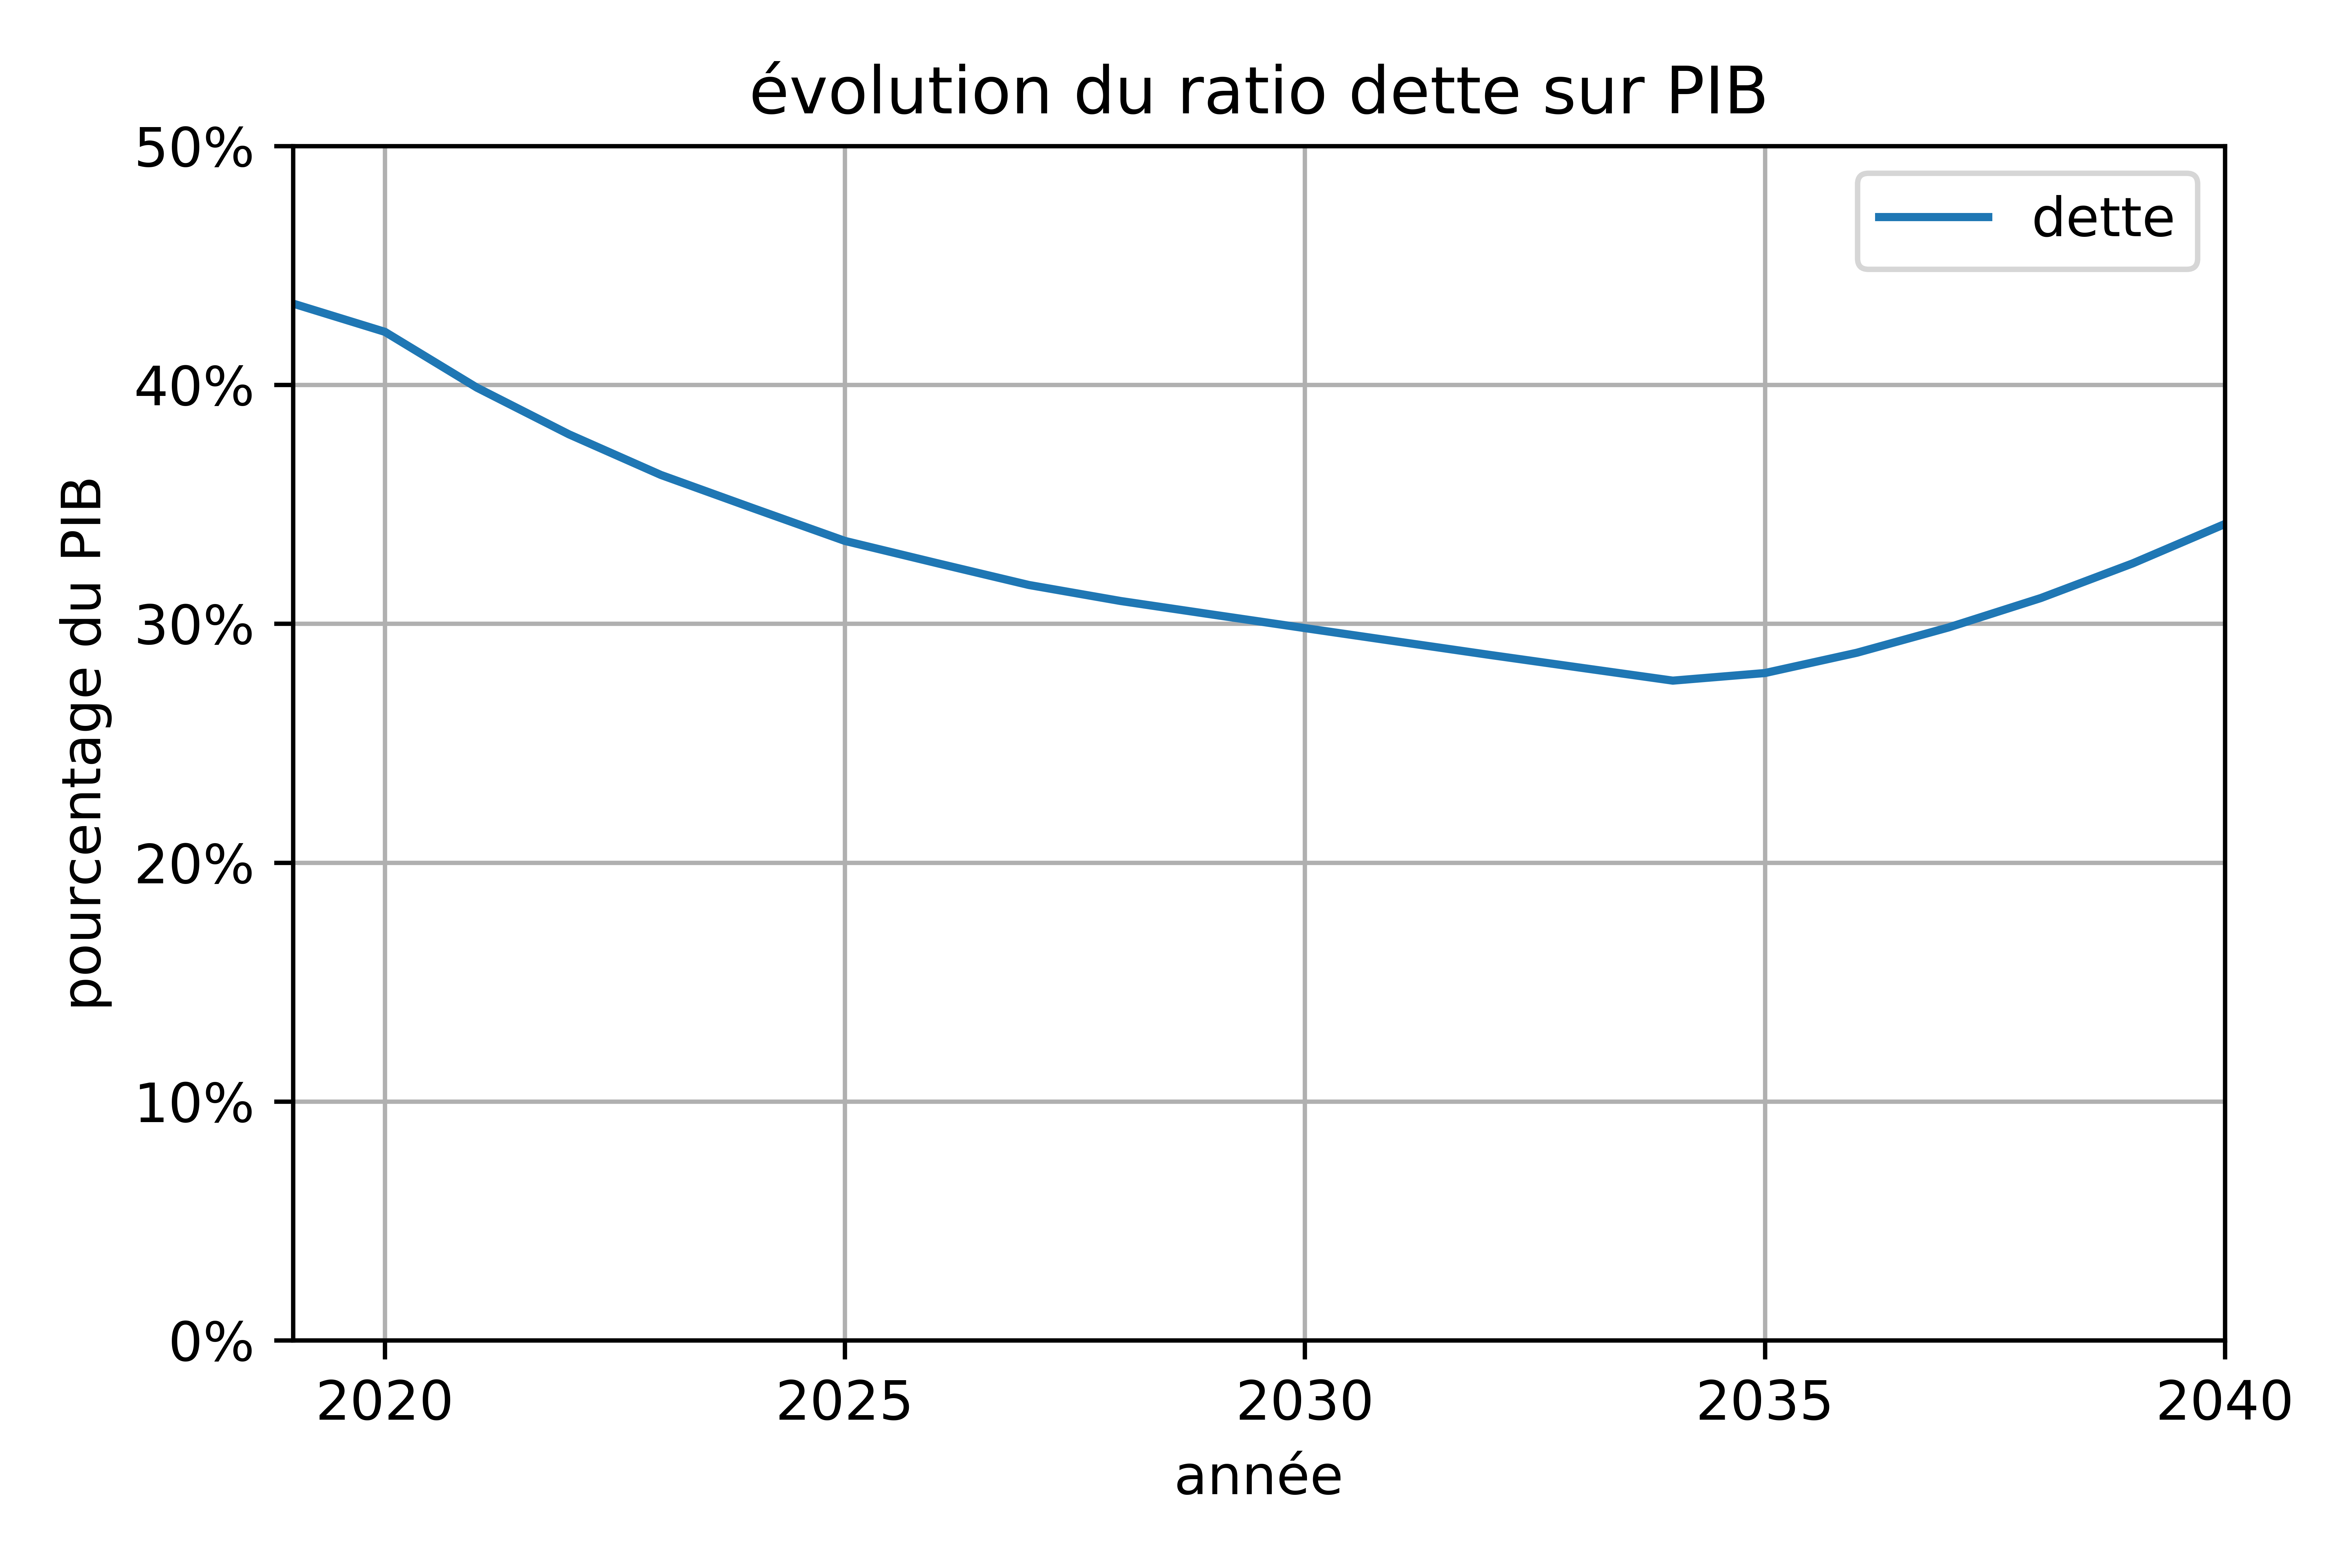 évolution du ratio dette sur PIB
50%
40%
30%
20%
10%
0%
pourcentage du PIB
dette
2020 2025 2030 2035 2040
année